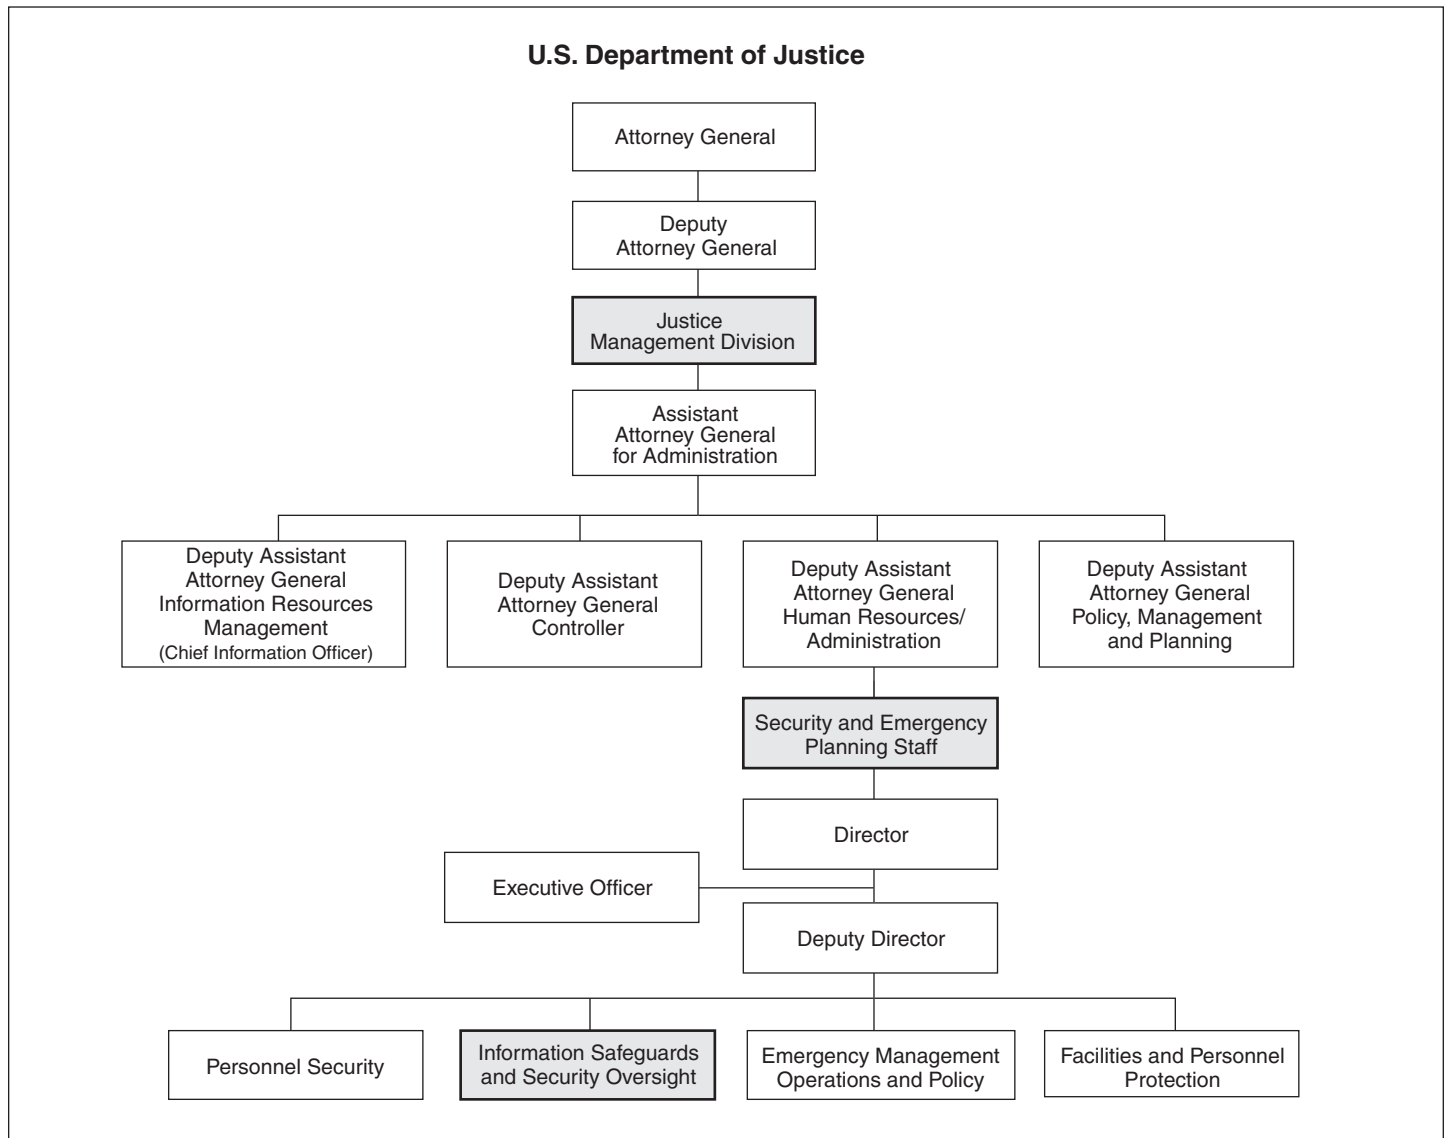 U.S. Department of Justice
Attorney General
Deputy
Attorney General
Justice
Management Division
Assistant
Attorney General
for Administration
Deputy Assistant
Attorney General
Information Resources
Management
(Chief Information Officer)
Deputy Assistant
Attorney General
Controller
Deputy Assistant
Attorney General
Human Resources/
Administration
Deputy Assistant
Attorney General
Policy, Management
and Planning
Security and Emergency
Planning Staff
Director
Executive Officer
Deputy Director
Personnel Security
Information Safeguards
and Security Oversight
Emergency Management
Operations and Policy
Facilities and Personnel
Protection